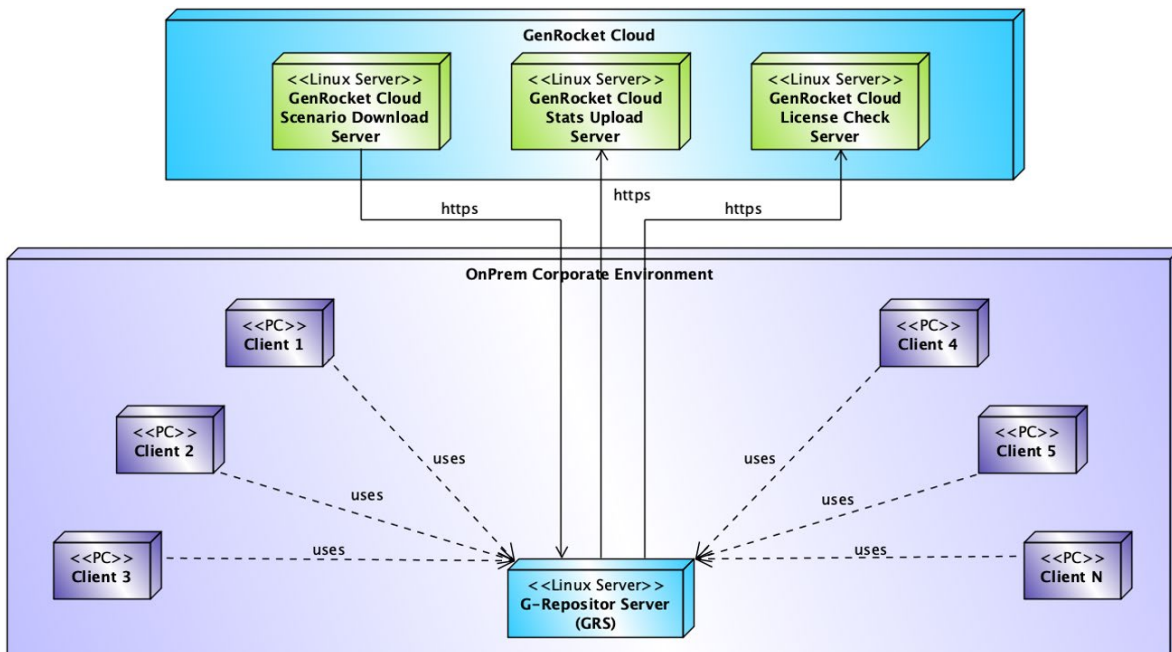 GenRocket Cloud
<<Linux Server>>
GenRocket Cloud
Scenario Download
Server
<<Linux Server>>
GenRocket Cloud
Stats Upload
Server
<<Linux Server>>
GenRocket Cloud
License Check
Server
https
https
https
OnPrem Corporate Environment
<<PC>>
Client 1
<<PC>>
Client 4
<<PC>>
Client 2
<<PC>>
Client 5
uses
uses
uses
uses
<<PC>>
Client 3
uses
uses
<<PC>>
Client N
<<Linux Server>>
G-Repositor Server
(GRS)